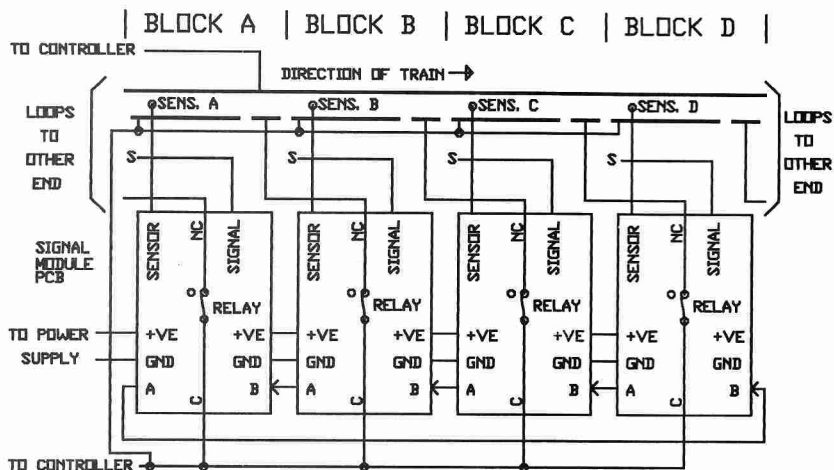 BLOCK A BLOCK B BLOCK C BLOCK D
TO CONTROLLER
DIRECTION OF TRAIN
SENS. A SENS. B SENS. C SENS. D
LOOPS TO OTHER END
LOOPS TO OTHER END
S S S S
SENSOR NC SIGNAL SENSOR NC SIGNAL SENSOR NC SIGNAL SENSOR NC SIGNAL
SIGNAL MODULE PCB
RELAY RELAY RELAY RELAY
TO POWER SUPPLY
+VE +VE +VE +VE +VE +VE +VE
GND GND GND GND GND GND GND
A B A B A B A B
C C C C
TO CONTROLLER